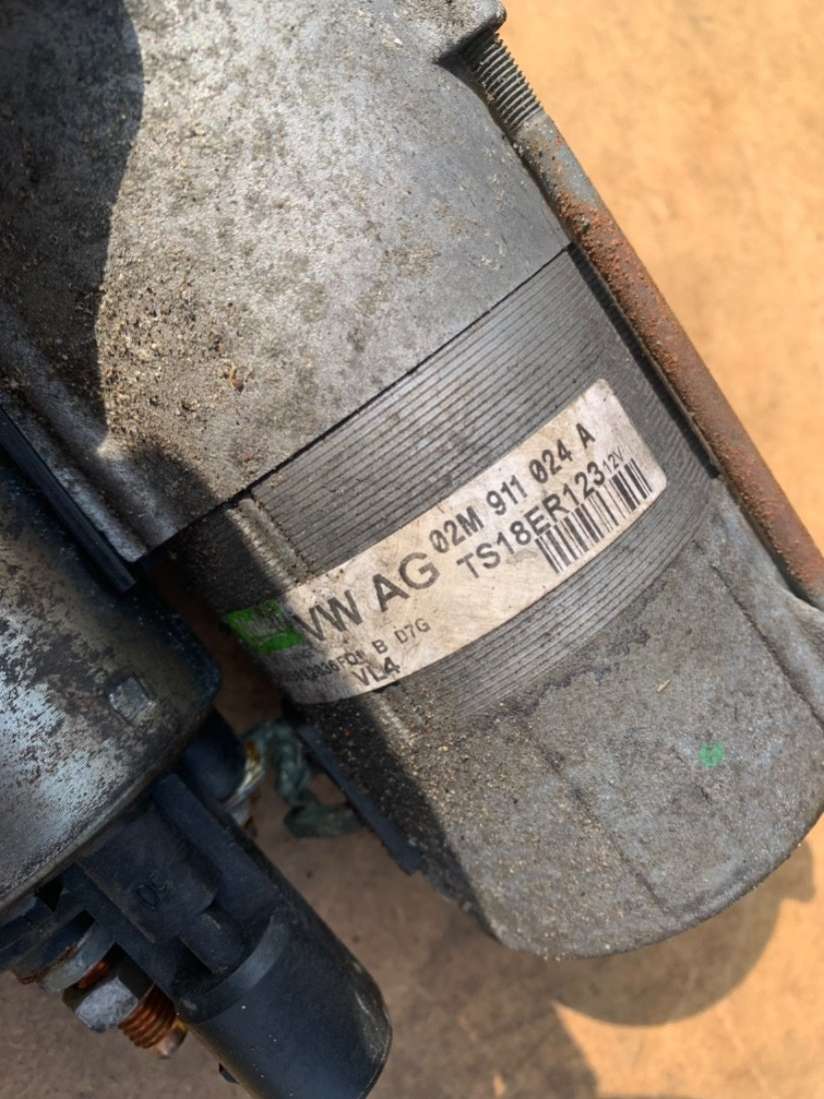 VW AG 02M 911 024 A
TS18ER123 12V
B D7G
VL4